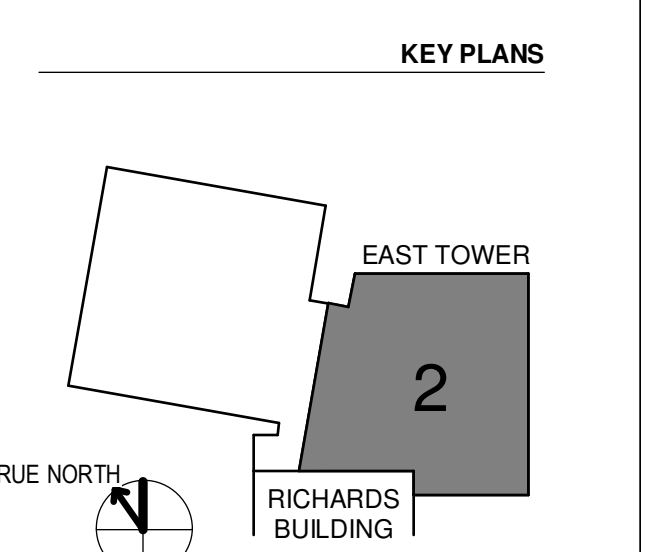 KEY PLANS
EAST TOWER
2
RUE NORTH
RICHARDS
BUILDING